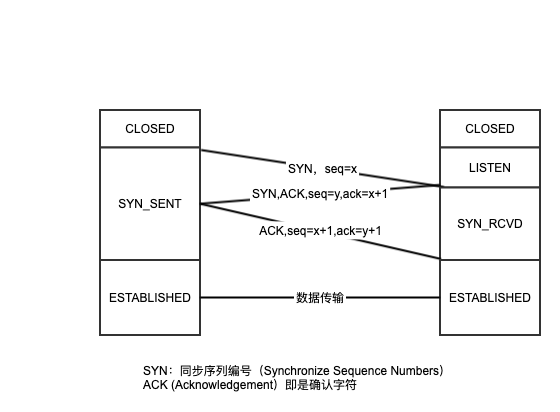 CLOSED
CLOSED
SYN，seq=x
LISTEN
SYN,ACK,seq=y,ack=x+1
SYN_SENT
ACK,seq=x+1,ack=y+1
SYN_RCVD
ESTABLISHED
数据传输
ESTABLISHED
SYN：同步序列编号（Synchronize Sequence Numbers）
ACK (Acknowledgement）即是确认字符